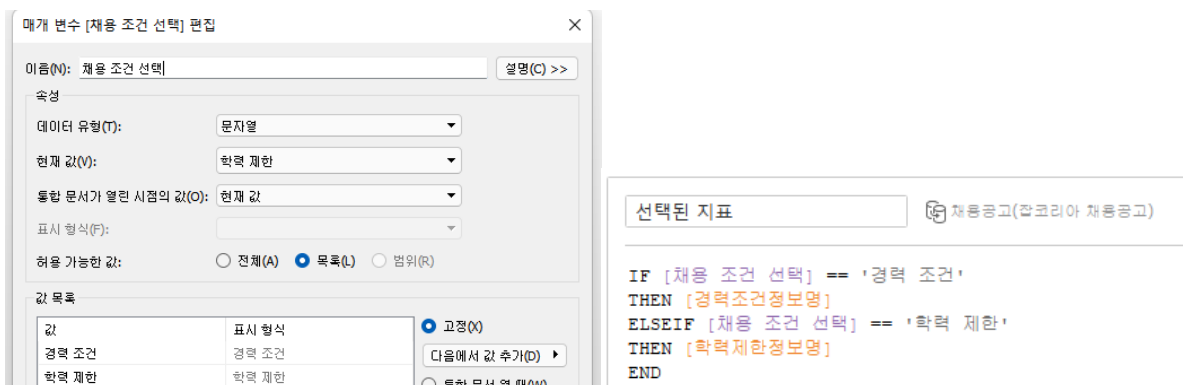 매개 변수 [채용 조건 선택] 편집
이름(N): 채용 조건 선택
설명(C) >>
속성
데이터 유형(T): 문자열
현재 값(V): 학력 제한
통합 문서가 열린 시점의 값(O): 현재 값
표시 형식(F):
허용 가능한 값: 전체(A) 목록(L) 범위(R)
값 목록
값 표시 형식
경력 조건 경력 조건
학력 제한 학력 제한
고정(X)
다음에서 값 추가(D)
통합 문서 열 때(W)
선택된 지표
채용공고(잡코리아 채용공고)
IF [채용 조건 선택] == '경력 조건'
THEN [경력조건정보명]
ELSEIF [채용 조건 선택] == '학력 제한'
THEN [학력제한정보명]
END